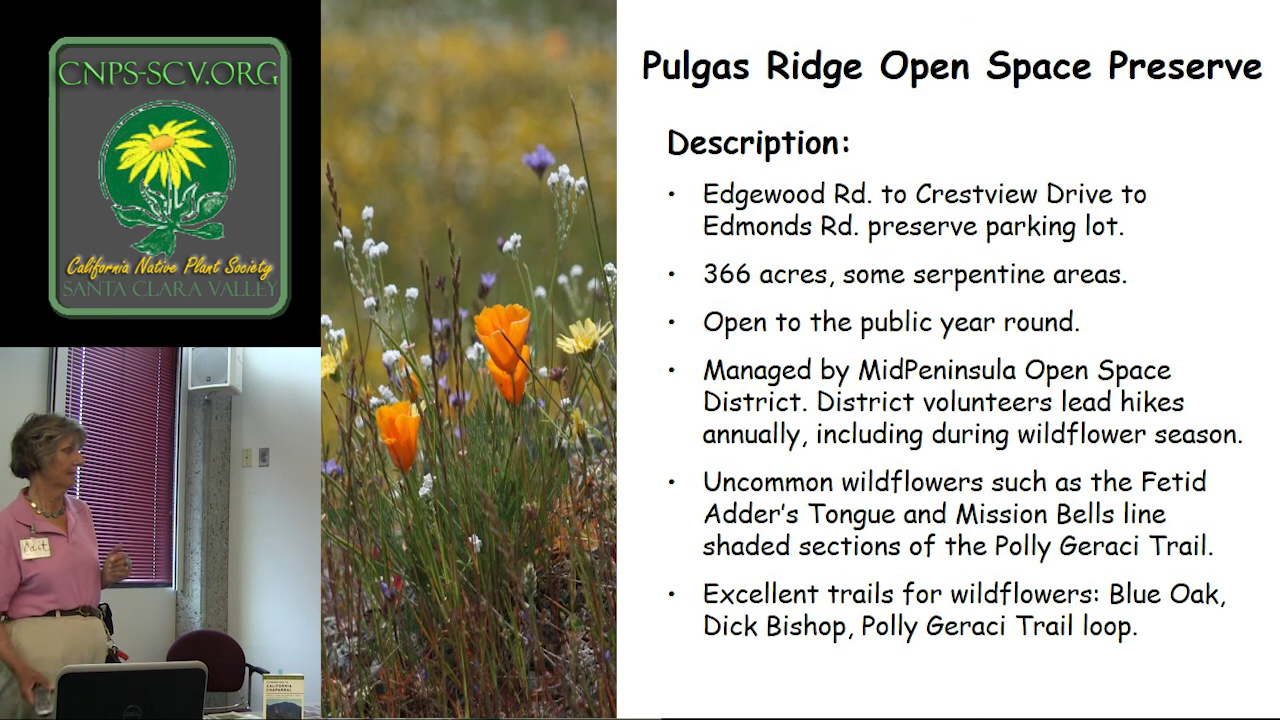 CNPS-SCV.ORG
California Native Plant Society
SANTA CLARA VALLEY
Pulgas Ridge Open Space Preserve
Description:
• Edgewood Rd. to Crestview Drive to
Edmonds Rd. preserve parking lot.
• 366 acres, some serpentine areas.
• Open to the public year round.
• Managed by MidPeninsula Open Space
District. District volunteers lead hikes
annually, including during wildflower season.
• Uncommon wildflowers such as the Fetid
Adder's Tongue and Mission Bells line
shaded sections of the Polly Geraci Trail.
• Excellent trails for wildflowers: Blue Oak,
Dick Bishop, Polly Geraci Trail loop.
CALIFORNIA
CHAPARRAL
DELL